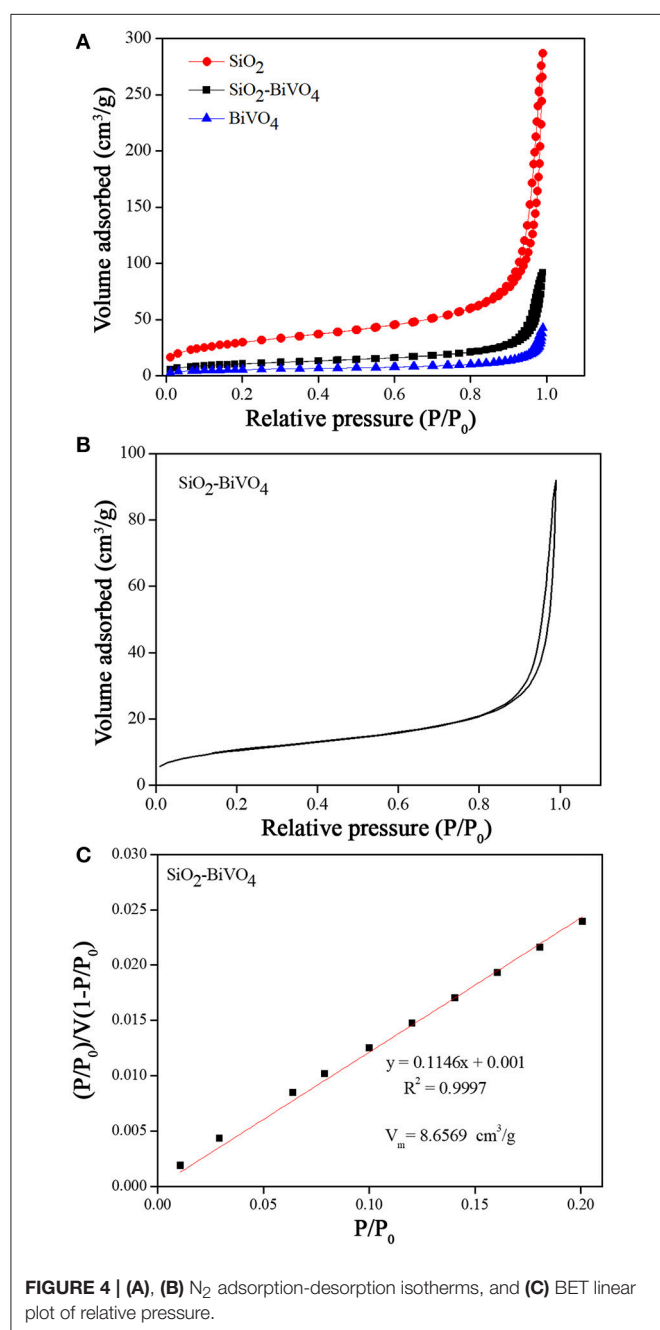 A
300
250
200
150
100
50
0
Volume adsorbed (cm³/g)
SiO₂
SiO₂-BiVO₄
BiVO₄
0.0 0.2 0.4 0.6 0.8 1.0
Relative pressure (P/P₀)
B
100
80
60
40
20
0
Volume adsorbed (cm³/g)
SiO₂-BiVO₄
0.0 0.2 0.4 0.6 0.8 1.0
Relative pressure (P/P₀)
C
0.030
0.025
0.020
0.015
0.010
0.005
0.000
(P/P₀)/V(1-P/P₀)
SiO₂-BiVO₄
y = 0.1146x + 0.001
R² = 0.9997
Vₘ= 8.6569 cm³/g
0.00 0.05 0.10 0.15 0.20
P/P₀
FIGURE 4 | (A), (B) N₂ adsorption-desorption isotherms, and (C) BET linear
plot of relative pressure.